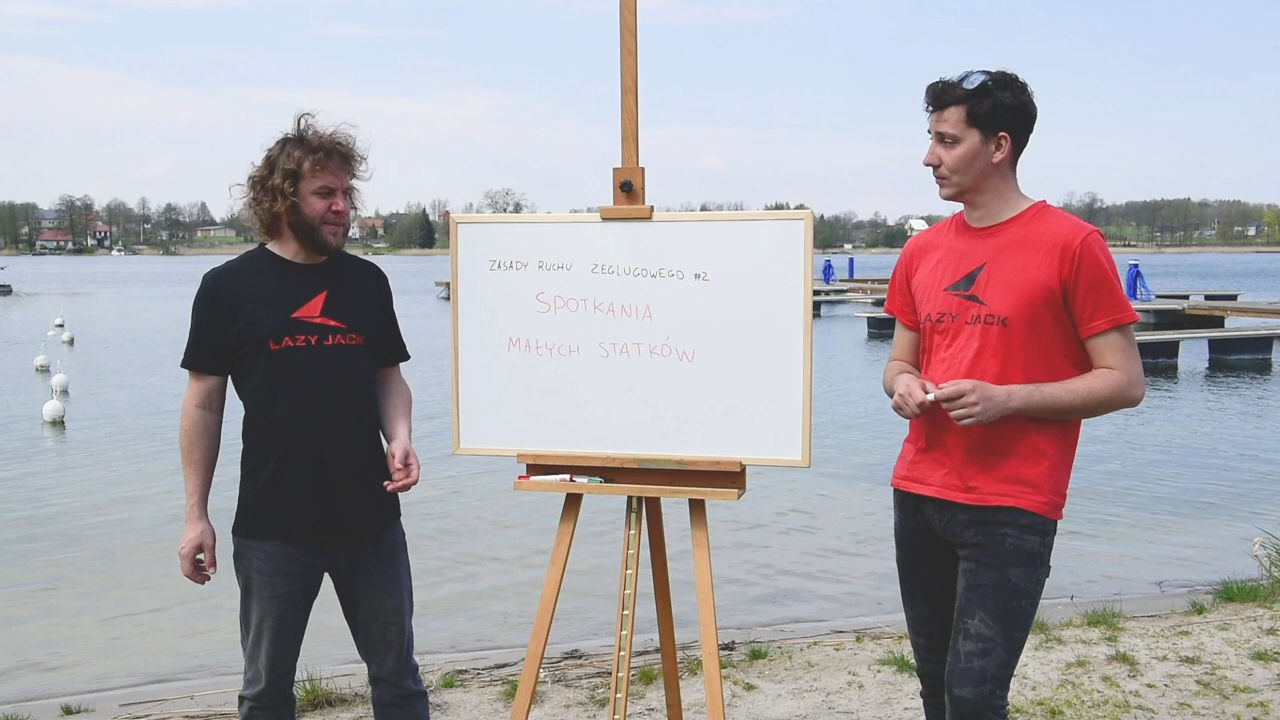 ZASADY RUCHU ŻEGLUGOWEGO #2
SPOTKANIA
MAŁYCH STATKÓW
LAZY JACK
LAZY JACK